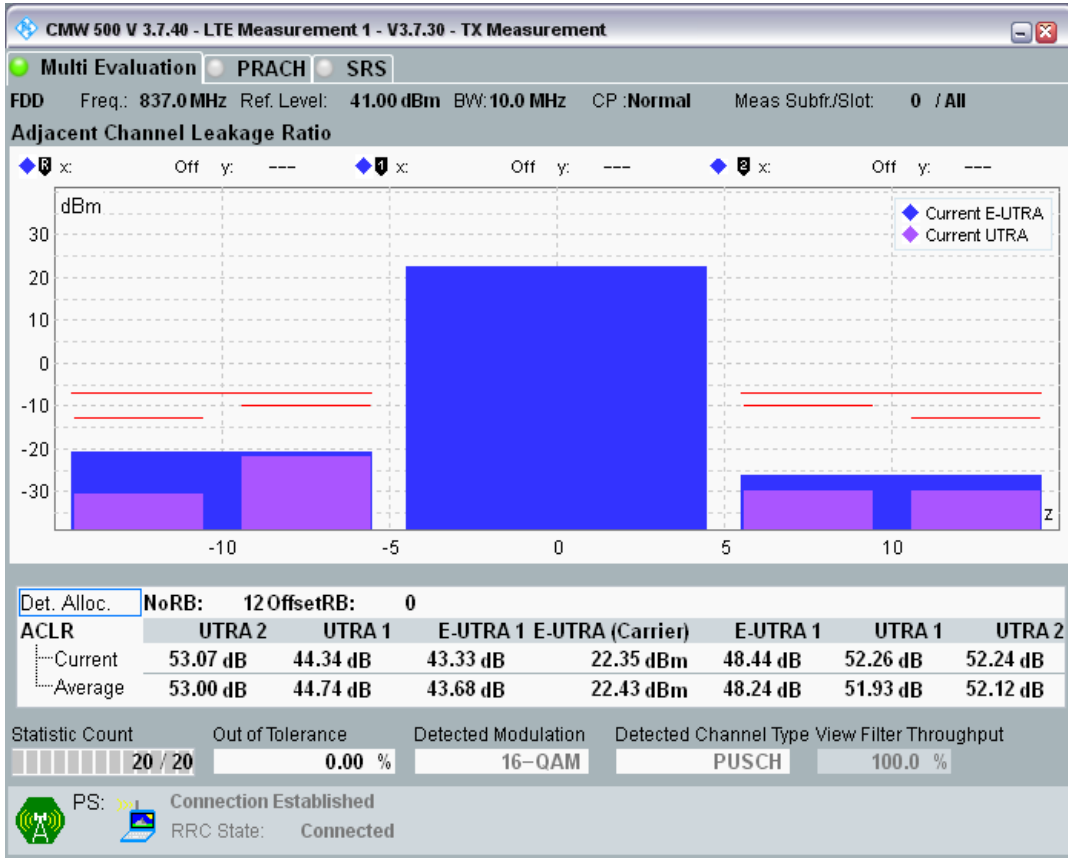 CMW 500 V 3.7.40 - LTE Measurement 1 - V3.7.30 - TX Measurement
Multi Evaluation PRACH SRS
FDD Freq.: 837.0 MHz Ref. Level: 41.00 dBm BW: 10.0 MHz CP :Normal Meas Subfr./Slot: 0 / All
Adjacent Channel Leakage Ratio
R x: Off y: --- 1 x: Off y: --- 2 x: Off y: ---
dBm
Current E-UTRA
Current UTRA
30
20
10
0
-10
-20
-30
z
-10 -5 0 5 10
Det. Alloc. NoRB: 12 OffsetRB: 0
ACLR UTRA 2 UTRA 1 E-UTRA 1 E-UTRA (Carrier) E-UTRA 1 UTRA 1 UTRA 2
Current 53.07 dB 44.34 dB 43.33 dB 22.35 dBm 48.44 dB 52.26 dB 52.24 dB
Average 53.00 dB 44.74 dB 43.68 dB 22.43 dBm 48.24 dB 51.93 dB 52.12 dB
Statistic Count Out of Tolerance Detected Modulation Detected Channel Type View Filter Throughput
20 / 20 0.00 % 16-QAM PUSCH 100.0 %
PS: Connection Established
RRC State: Connected